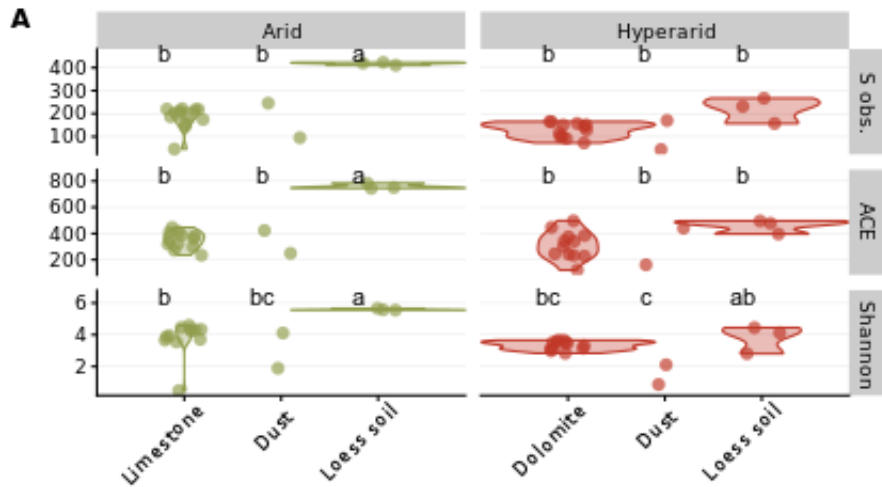 A
Arid Hyperarid
b b a b b b
400
300
200
100
S obs.
b b a b b b
800
600
400
200
ACE
b bc a bc c ab
6
4
2
Shannon
Limestone Dust Loess soil Dolomite Dust Loess soil